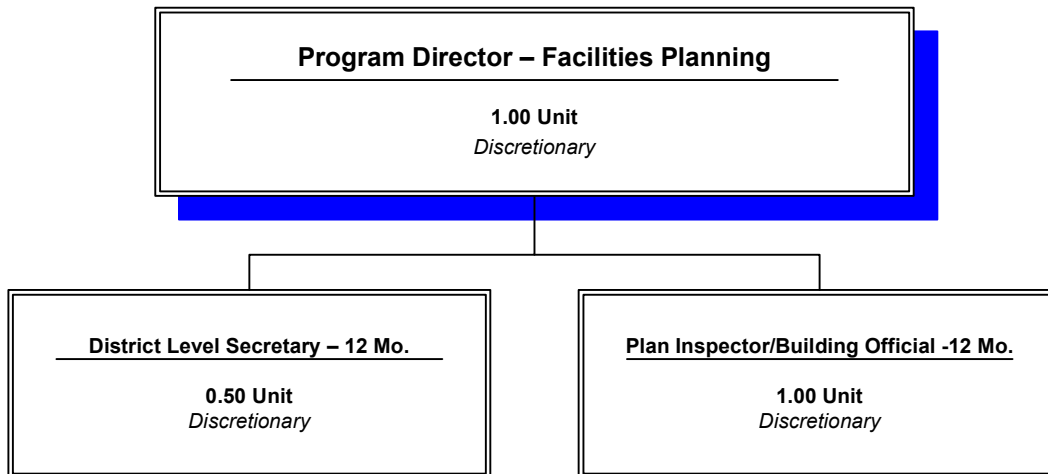 Program Director – Facilities Planning
1.00 Unit
Discretionary
District Level Secretary – 12 Mo.
0.50 Unit
Discretionary
Plan Inspector/Building Official -12 Mo.
1.00 Unit
Discretionary